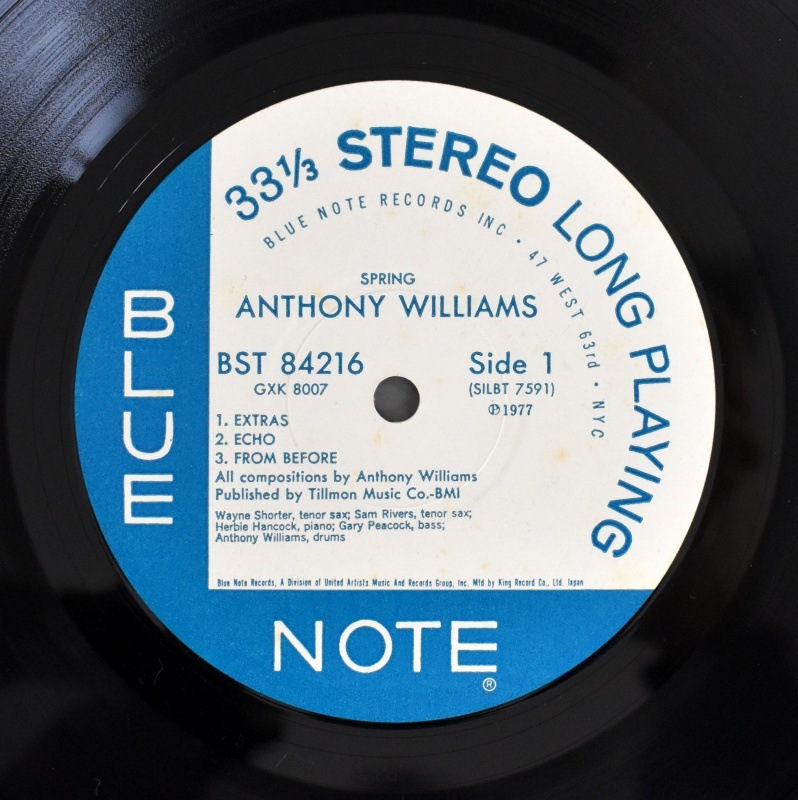 33⅓ STEREO LONG PLAYING
BLUE NOTE RECORDS INC • 47 WEST 63rd • NYC
SPRING
ANTHONY WILLIAMS
BST 84216 Side 1
GXK 8007 (SILBT 7591)
℗1977
1. EXTRAS
2. ECHO
3. FROM BEFORE
All compositions by Anthony Williams
Published by Tillmon Music Co.-BMI
Wayne Shorter, tenor sax; Sam Rivers, tenor sax;
Herbie Hancock, piano; Gary Peacock, bass;
Anthony Williams, drums
Blue Note Records, A Division of United Artists Music And Records Group, Inc. Mfd by King Record Co., Ltd. Japan
BLUE
NOTE®